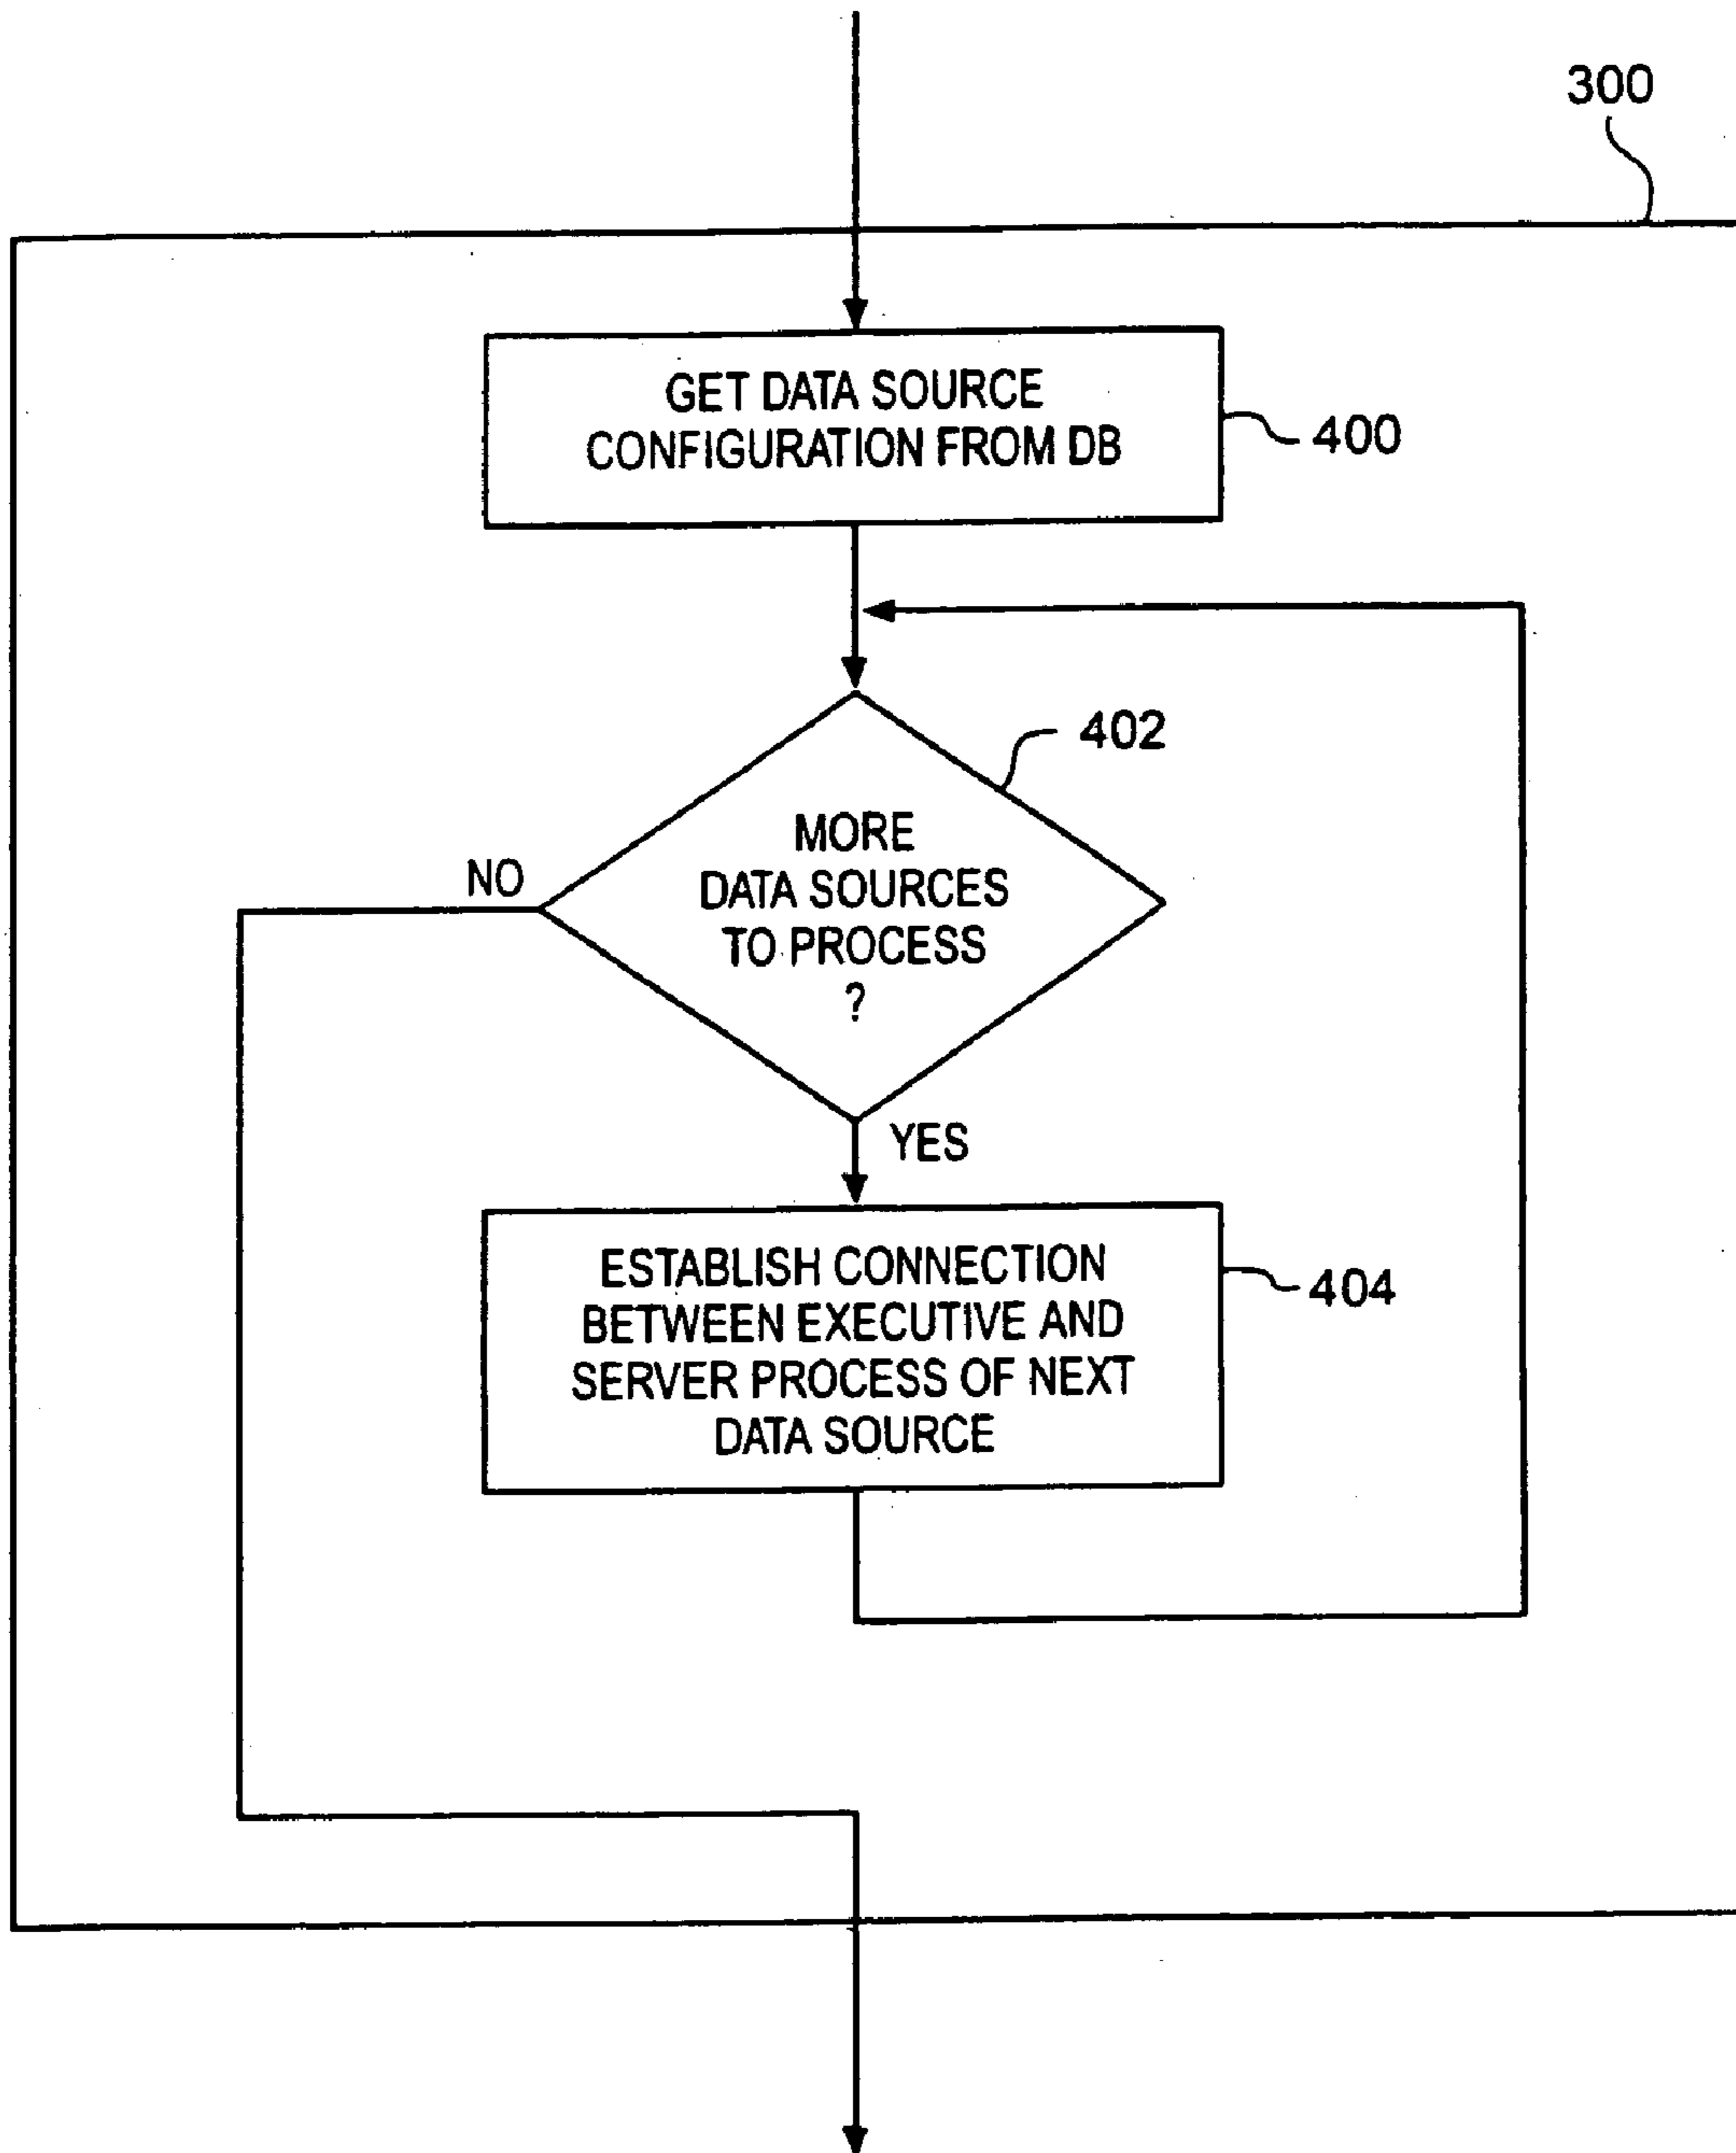 300
GET DATA SOURCE
CONFIGURATION FROM DB
400
402
MORE
DATA SOURCES
TO PROCESS
?
NO
YES
ESTABLISH CONNECTION
BETWEEN EXECUTIVE AND
SERVER PROCESS OF NEXT
DATA SOURCE
404